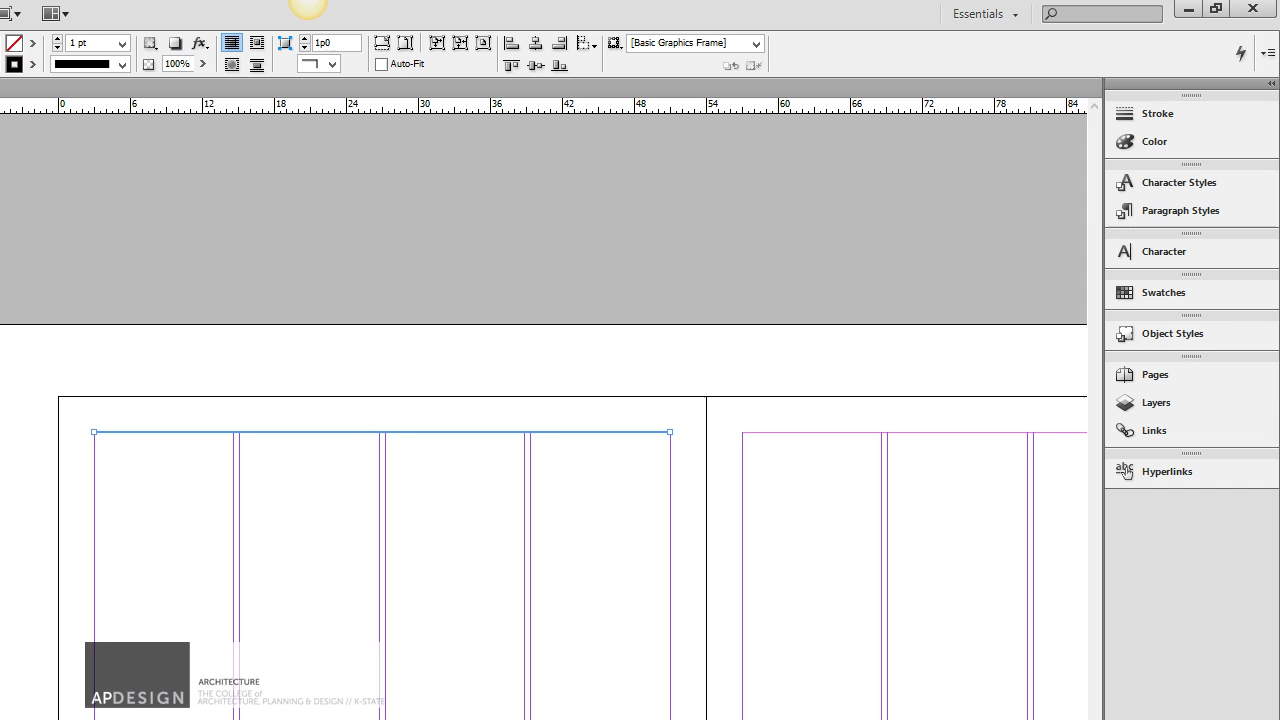 Essentials
1 pt
1p0
[Basic Graphics Frame]
100%
Auto-Fit
0 6 12 18 24 30 36 42 48 54 60 66 72 78 84
Stroke
Color
Character Styles
Paragraph Styles
Character
Swatches
Object Styles
Pages
Layers
Links
Hyperlinks
APDESIGN
ARCHITECTURE
THE COLLEGE of
ARCHITECTURE, PLANNING & DESIGN // K-STATE